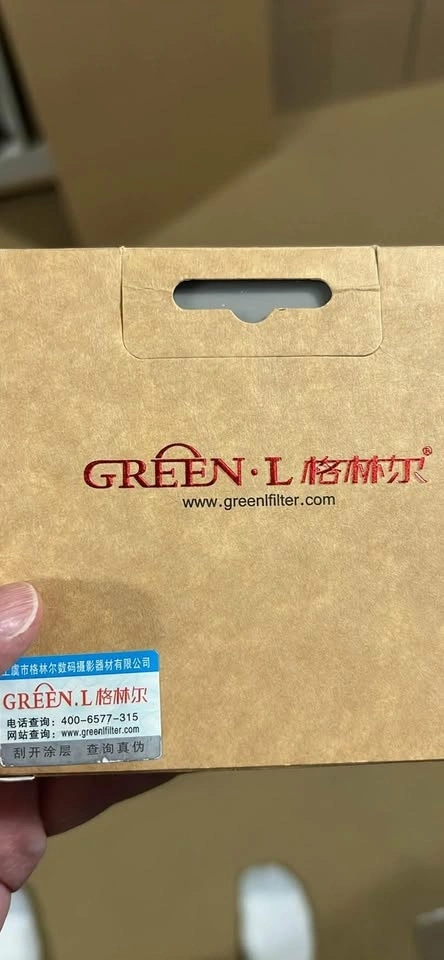 GREEN·L 格林尔®
www.greenlfilter.com
上虞市格林尔数码摄影器材有限公司
GREEN.L 格林尔
电话查询：400-6577-315
网站查询：www.greenlfilter.com
刮开涂层 查询真伪